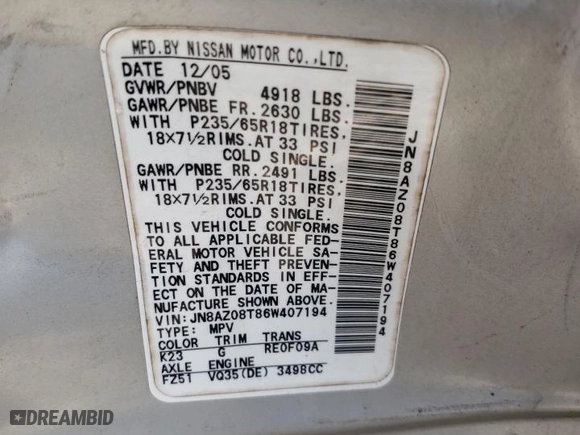 MFD.BY NISSAN MOTOR CO.,LTD.
DATE 12/05
GVWR/PNBV 4918 LBS.
GAWR/PNBE FR. 2630 LBS.
WITH P235/65R18TIRES,
18X7½RIMS.AT 33 PSI
COLD SINGLE.
GAWR/PNBE RR. 2491 LBS.
WITH P235/65R18TIRES,
18X7½RIMS.AT 33 PSI
COLD SINGLE.
THIS VEHICLE CONFORMS
TO ALL APPLICABLE FED-
ERAL MOTOR VEHICLE SA-
FETY AND THEFT PREVEN-
TION STANDARDS IN EFF-
ECT ON THE DATE OF MA-
NUFACTURE SHOWN ABOVE.
VIN: JN8AZ08T86W407194
TYPE: MPV
COLOR TRIM TRANS
K23 G RE0F09A
AXLE ENGINE
FZ51 VQ35(DE) 3498CC
JN8AZ08T86W407194
DREAMBID